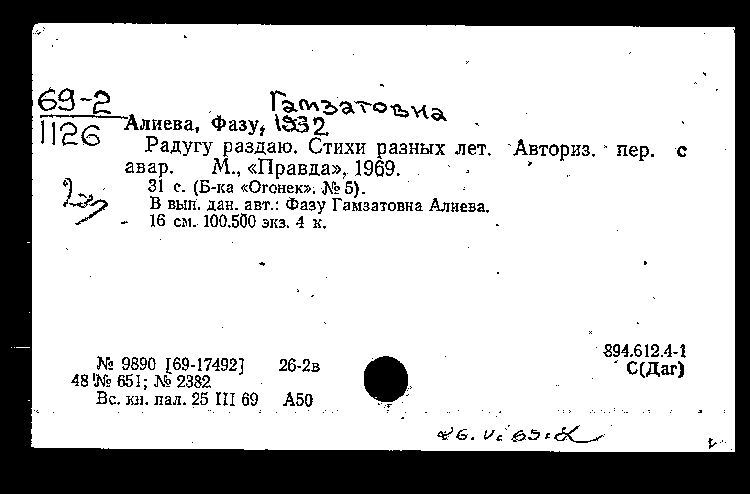 69-2
1126
Гамзатовна
Алиева, Фазу, 1932
Радугу раздаю. Стихи разных лет. Авториз. пер. с
авар. М., «Правда», 1969.
31 с. (Б-ка «Огонек». № 5).
В вып. дан. авт.: Фазу Гамзатовна Алиева.
16 см. 100.500 экз. 4 к.
894.612.4-1
С(Даг)
№ 9890 [69-17492] 26-2в
48 № 651; № 2382
Вс. кн. пал. 25 III 69 А50
26.V.69.